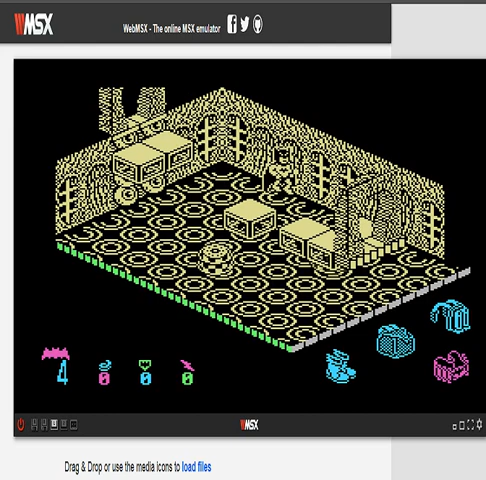 MSX
WebMSX - The online MSX emulator
4
0
0
0
MSX
Drag & Drop or use the media icons to load files